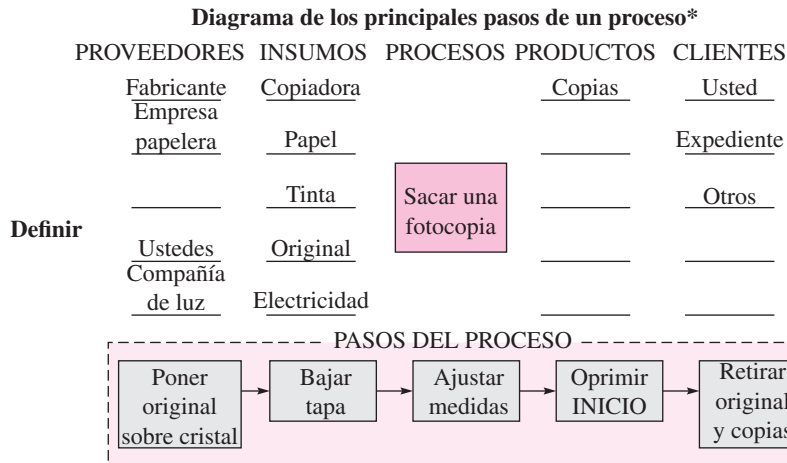 Diagrama de los principales pasos de un proceso*
PROVEEDORES INSUMOS PROCESOS PRODUCTOS CLIENTES
Fabricante Copiadora Copias Usted
Empresa
papelera Papel Expediente
Tinta Otros
Sacar una
fotocopia
Definir
Ustedes Original
Compañía
de luz Electricidad
PASOS DEL PROCESO
Poner
original
sobre cristal
Bajar
tapa
Ajustar
medidas
Oprimir
INICIO
Retirar
original
y copias